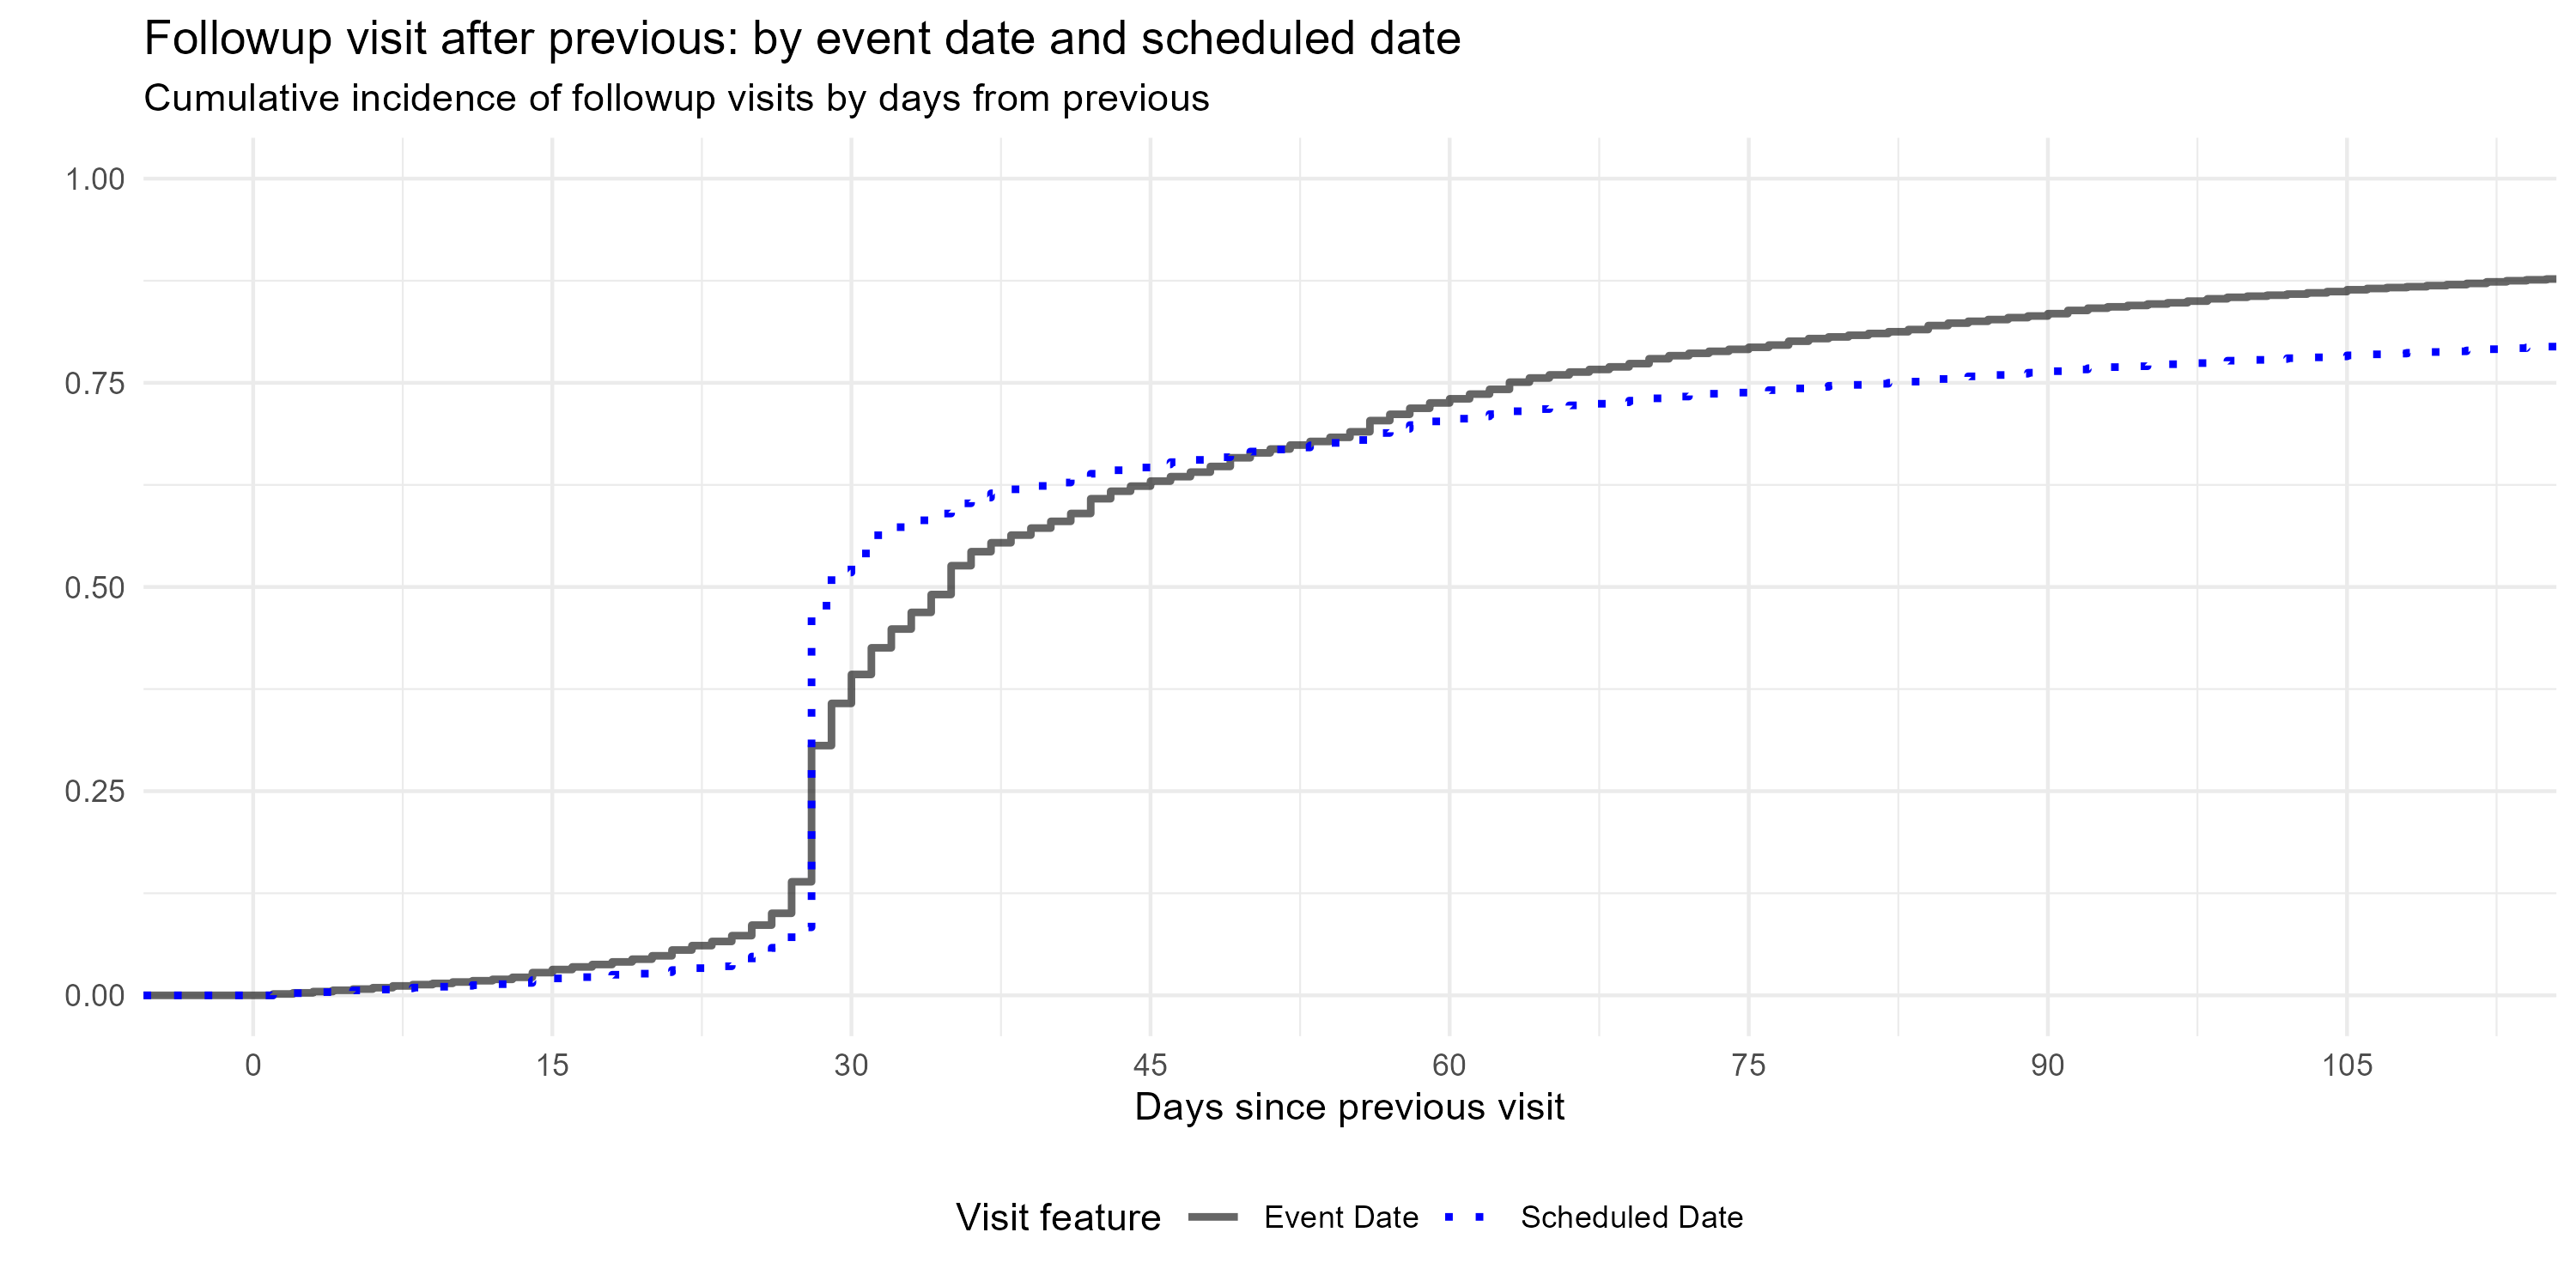 Followup visit after previous: by event date and scheduled date
Cumulative incidence of followup visits by days from previous
1.00
0.75
0.50
0.25
0.00
0 15 30 45 60 75 90 105
Days since previous visit
Visit feature Event Date Scheduled Date